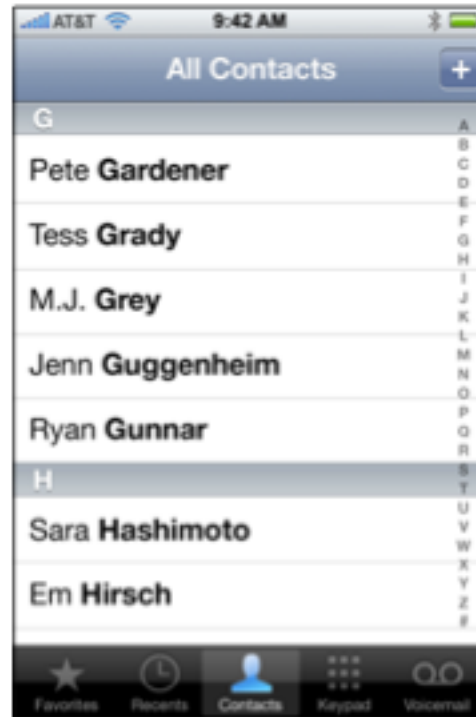 AT&T 9:42 AM
All Contacts +
G
Pete Gardener
Tess Grady
M.J. Grey
Jenn Guggenheim
Ryan Gunnar
H
Sara Hashimoto
Em Hirsch
A
B
C
D
E
F
G
H
I
J
K
L
M
N
O
P
Q
R
S
T
U
V
W
X
Y
Z
#
Favorites Recents Contacts Keypad Voicemail